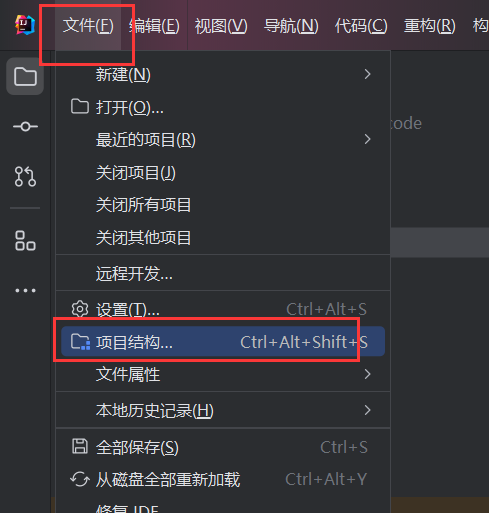 文件(F) 编辑(E) 视图(V) 导航(N) 代码(C) 重构(R) 构
新建(N)
打开(O)...
code
最近的项目(R)
关闭项目(J)
关闭所有项目
关闭其他项目
远程开发...
设置(T)... Ctrl+Alt+S
项目结构... Ctrl+Alt+Shift+S
文件属性
本地历史记录(H)
全部保存(S) Ctrl+S
从磁盘全部重新加载 Ctrl+Alt+Y
修复 IDE